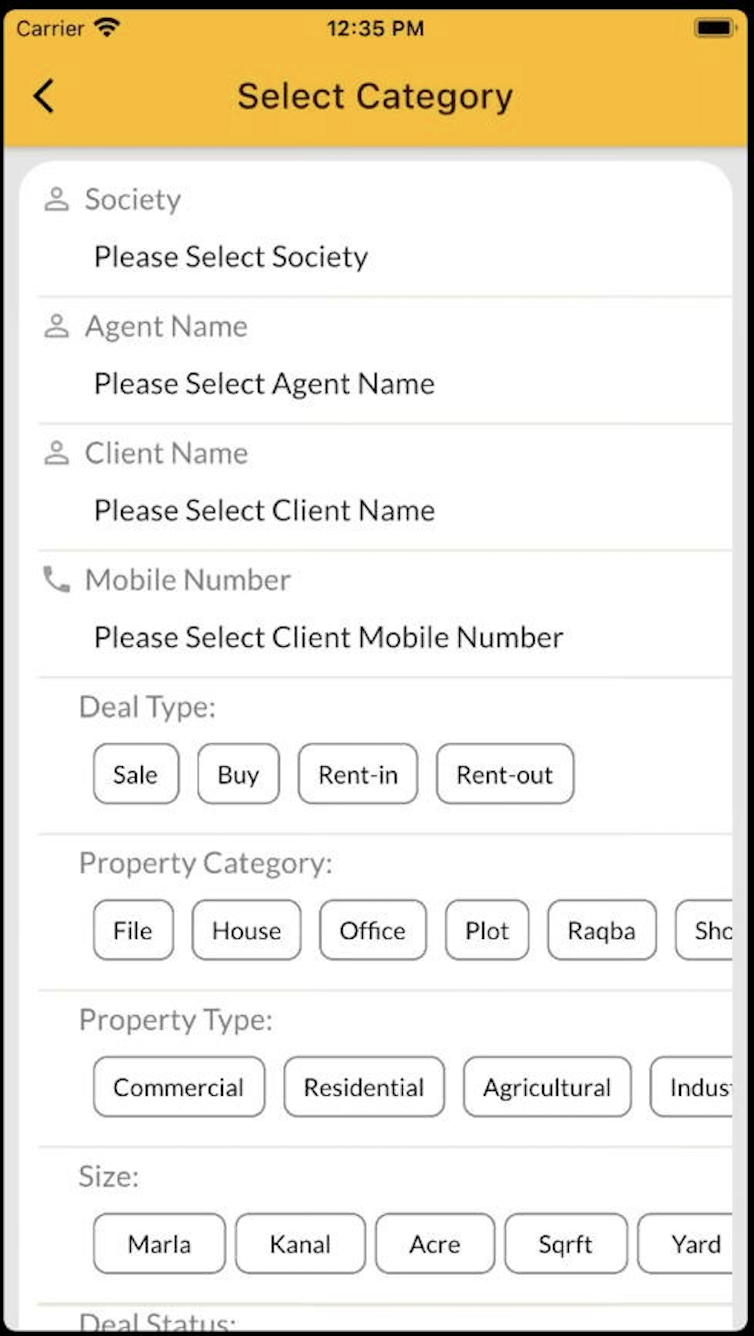 Carrier 12:35 PM
Select Category
Society
Please Select Society
Agent Name
Please Select Agent Name
Client Name
Please Select Client Name
Mobile Number
Please Select Client Mobile Number
Deal Type:
Sale Buy Rent-in Rent-out
Property Category:
File House Office Plot Raqba Sho
Property Type:
Commercial Residential Agricultural Indus
Size:
Marla Kanal Acre Sqrft Yard
Deal Status: